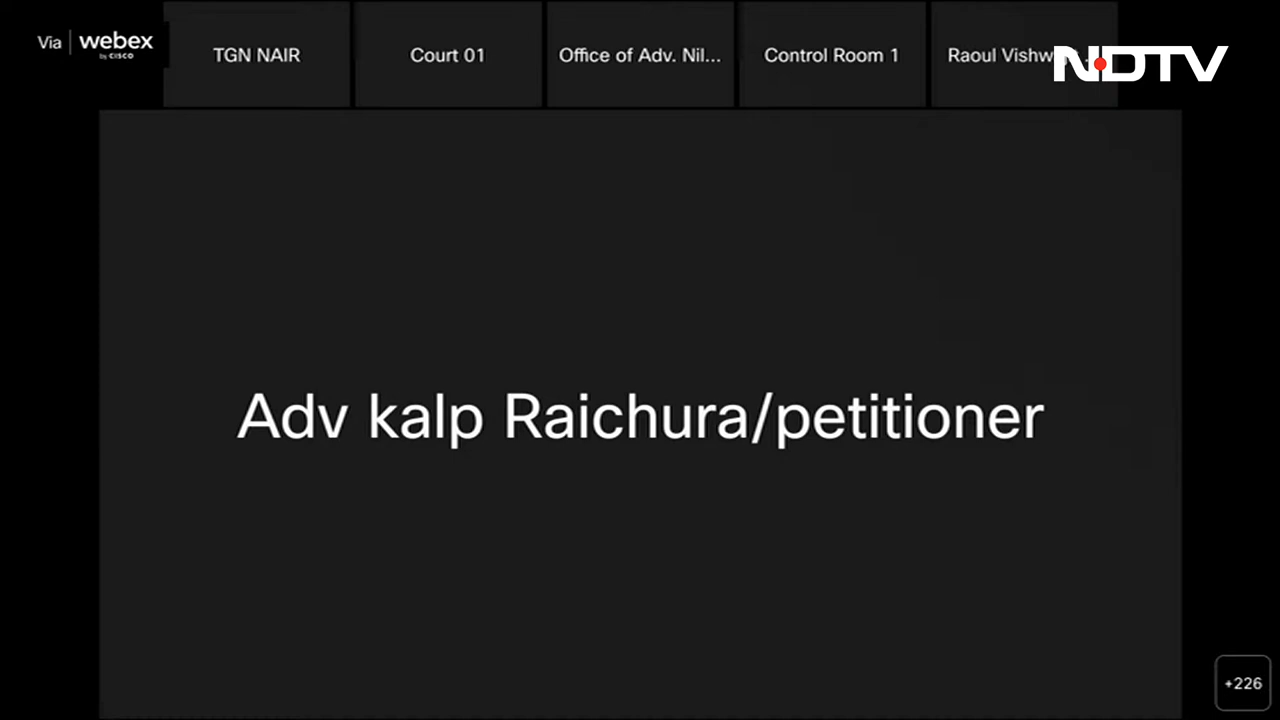 Via webex
by CISCO
TGN NAIR
Court 01
Office of Adv. Nil...
Control Room 1
Raoul
NDTV
Adv kalp Raichura/petitioner
+226